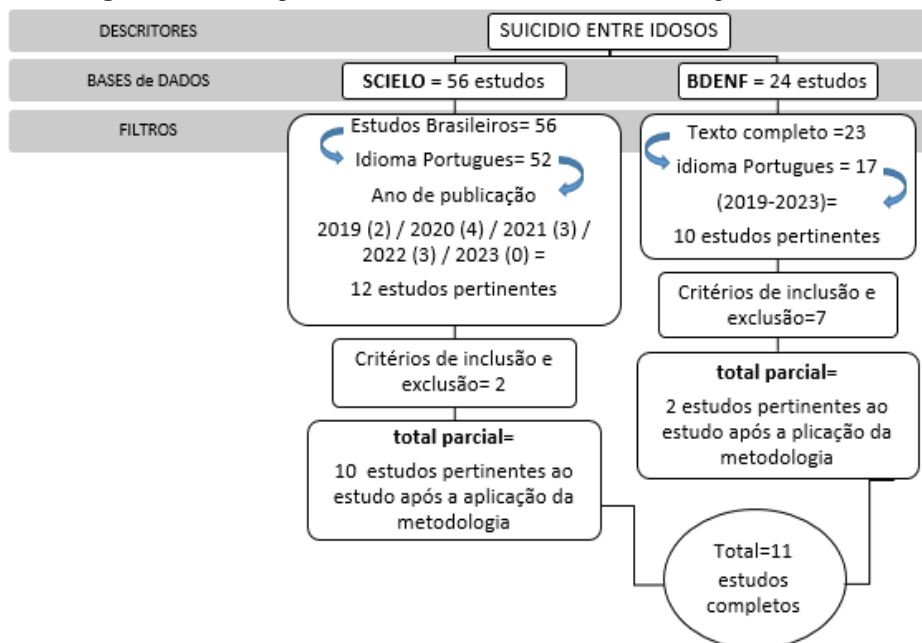 DESCRITORES
SUICIDIO ENTRE IDOSOS
BASES de DADOS
SCIELO = 56 estudos
BDENF = 24 estudos
FILTROS
Estudos Brasileiros= 56
Idioma Portugues= 52
Ano de publicação
2019 (2) / 2020 (4) / 2021 (3) /
2022 (3) / 2023 (0) =
12 estudos pertinentes
Texto completo =23
idioma Portugues = 17
(2019-2023)=
10 estudos pertinentes
Critérios de inclusão e
exclusão= 2
Critérios de inclusão e
exclusão=7
total parcial=
10 estudos pertinentes ao
estudo após a aplicação da
metodologia
total parcial=
2 estudos pertinentes ao
estudo após a plicação da
metodologia
Total=11
estudos
completos